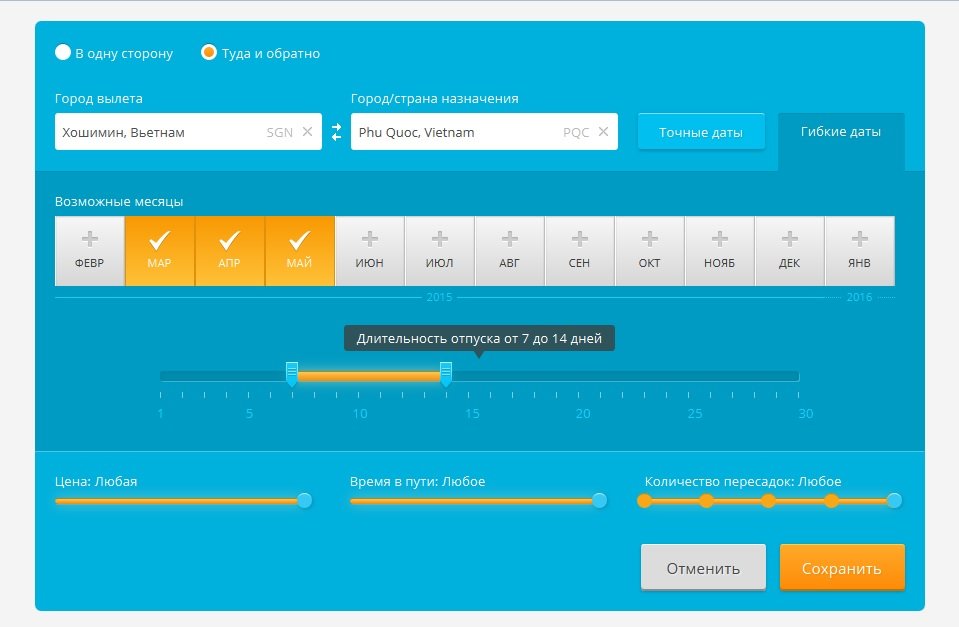 В одну сторону Туда и обратно
Город вылета Город/страна назначения
Хошимин, Вьетнам SGN Phu Quoc, Vietnam PQC Точные даты Гибкие даты
Возможные месяцы
ФЕВР МАР АПР МАЙ ИЮН ИЮЛ АВГ СЕН ОКТ НОЯБ ДЕК ЯНВ
2015 2016
Длительность отпуска от 7 до 14 дней
1 5 10 15 20 25 30
Цена: Любая Время в пути: Любое Количество пересадок: Любое
Отменить Сохранить